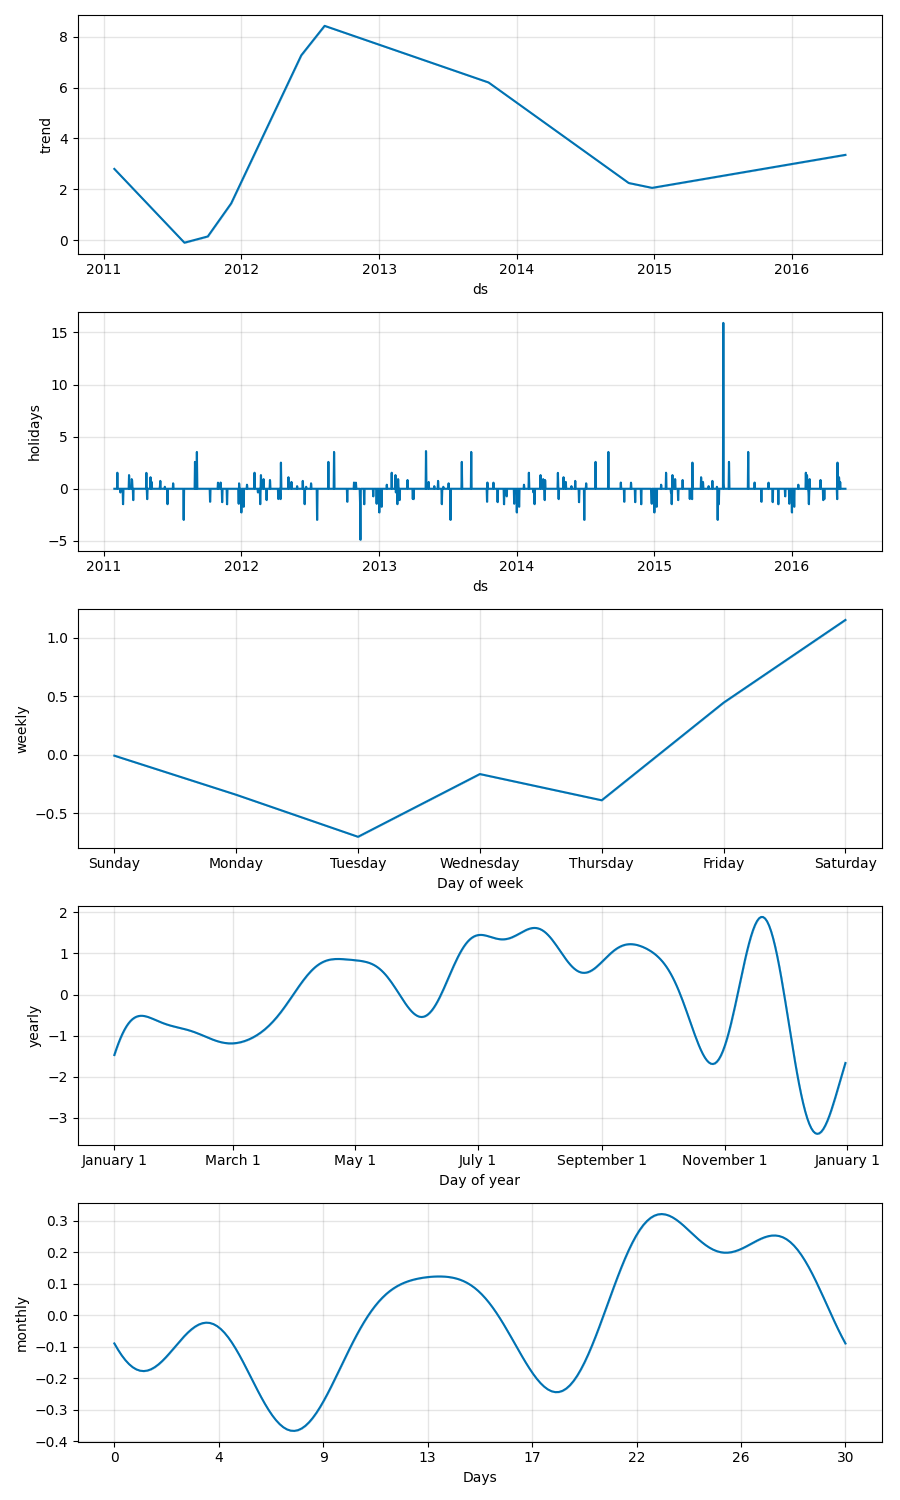 8
6
4
2
0
trend
2011 2012 2013 2014 2015 2016
ds
15
10
5
0
−5
holidays
2011 2012 2013 2014 2015 2016
ds
1.0
0.5
0.0
−0.5
weekly
Sunday Monday Tuesday Wednesday Thursday Friday Saturday
Day of week
2
1
0
−1
−2
−3
yearly
January 1 March 1 May 1 July 1 September 1 November 1 January 1
Day of year
0.3
0.2
0.1
0.0
−0.1
−0.2
−0.3
−0.4
monthly
0 4 9 13 17 22 26 30
Days